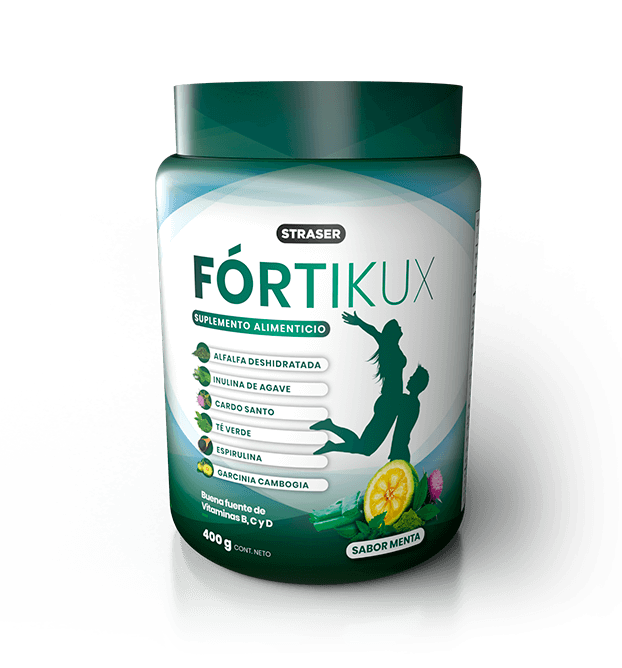 STRASER
FÓRTIKUX
SUPLEMENTO ALIMENTICIO
ALFALFA DESHIDRATADA
INULINA DE AGAVE
CARDO SANTO
TÉ VERDE
ESPIRULINA
GARCINIA CAMBOGIA
Buena fuente de
Vitaminas B, C y D
400 g CONT. NETO
SABOR MENTA